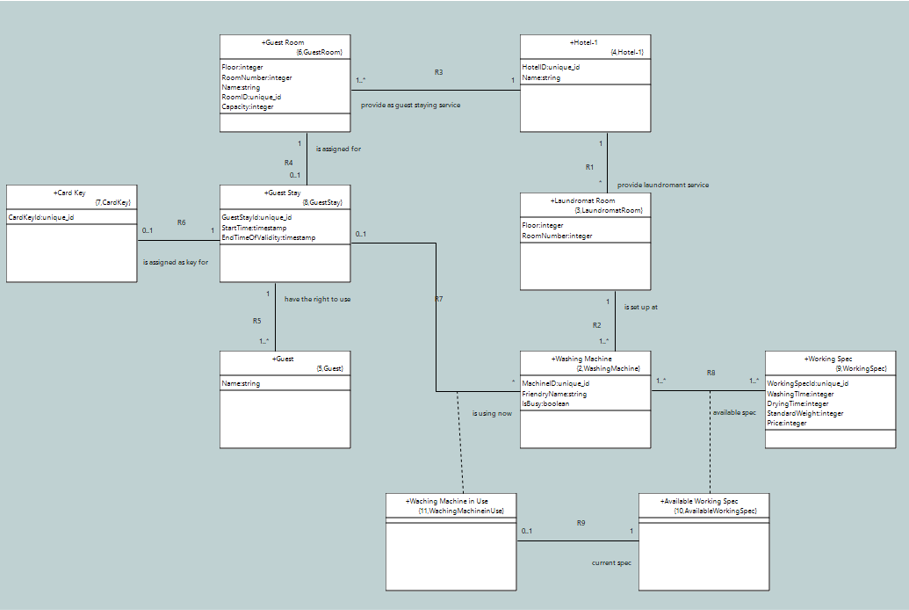 +Guest Room
(6,GuestRoom)
Floor:integer
RoomNumber:integer
Name:string
RoomID:unique_id
Capacity:integer
+Hotel-1
(4,Hotel-1)
HotelID:unique_id
Name:string
R3
1..*
1
provide as guest staying service
1
is assigned for
R4
0..1
1
R1
*
provide laundromant service
+Card Key
(7,CardKey)
CardKeyId:unique_id
R6
0..1
1
is assigned as key for
+Guest Stay
(8,GuestStay)
GuestStayId:unique_id
StartTime:timestamp
EndTimeOfValidity:timestamp
0..1
+Laundromat Room
(3,LaundromatRoom)
Floor:integer
RoomNumber:integer
1
have the right to use
R5
1..*
R7
1
is set up at
R2
1..*
+Guest
(5,Guest)
Name:string
*
is using now
+Washing Machine
(2,WashingMachine)
MachineID:unique_id
FriendryName:string
IsBusy:boolean
R8
1..*
1..*
available spec
+Working Spec
(9,WorkingSpec)
WorkingSpecId:unique_id
WashingTime:integer
DryingTime:integer
StandardWeight:integer
Price:integer
+Waching Machine in Use
(11,WachingMachineinUse)
R9
0..1
1
current spec
+Available Working Spec
(10,AvailableWorkingSpec)